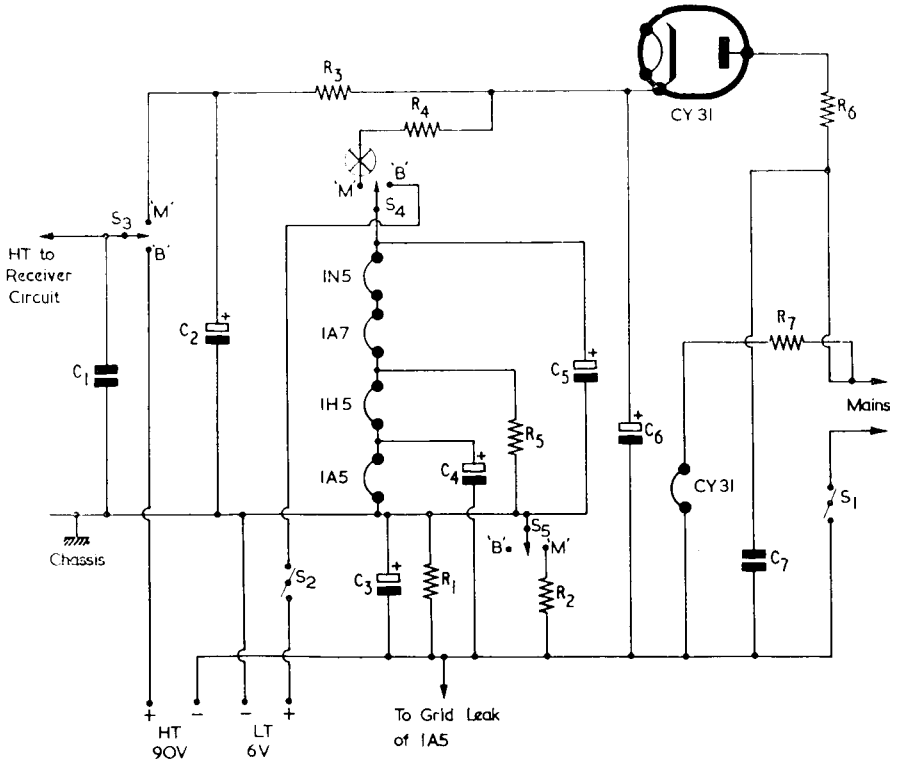 R3
R4
CY 31
R6
'M'
'B'
S4
S3
'M'
'B'
HT to
Receiver
Circuit
IN5
IA7
IH5
IA5
C1
C2
+
C5
+
R7
Mains
C6
+
R5
C4
+
CY31
S1
Chassis
S5
'B'
'M'
S2
C3
+
R1
R2
C7
+
−
−
+
HT
90V
LT
6V
To Grid Leak
of IA5